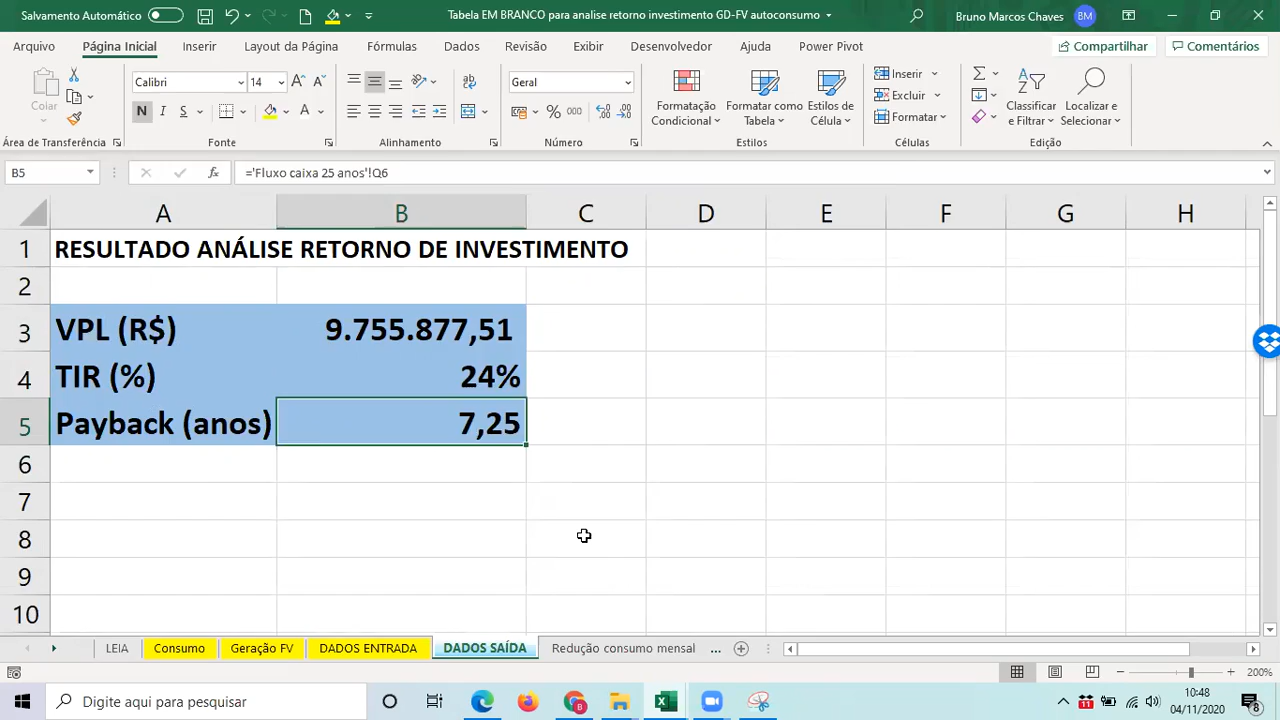 Salvamento Automático
Tabela EM BRANCO para analise retorno investimento GD-FV autoconsumo
Bruno Marcos Chaves
BM
Arquivo
Página Inicial
Inserir
Layout da Página
Fórmulas
Dados
Revisão
Exibir
Desenvolvedor
Ajuda
Power Pivot
Compartilhar
Comentários
Colar
Calibri
14
N I S
A
Geral
% 000
Formatação Condicional
Formatar como Tabela
Estilos de Célula
Inserir
Excluir
Formatar
Classificar e Filtrar
Localizar e Selecionar
Área de Transferência
Fonte
Alinhamento
Número
Estilos
Células
Edição
B5
fx
='Fluxo caixa 25 anos'!Q6
A B C D E F G H
1 RESULTADO ANÁLISE RETORNO DE INVESTIMENTO
2
3 VPL (R$) 9.755.877,51
4 TIR (%) 24%
5 Payback (anos) 7,25
6
7
8
9
10
LEIA
Consumo
Geração FV
DADOS ENTRADA
DADOS SAÍDA
Redução consumo mensal
...
200%
Digite aqui para pesquisar
10:48
04/11/2020
8